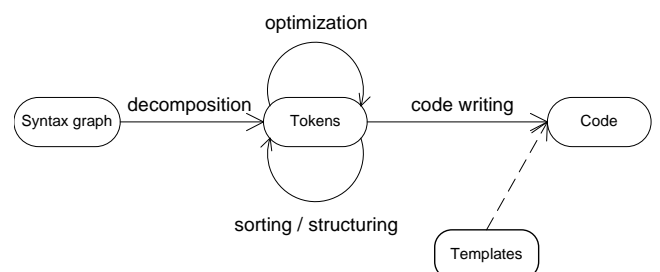 optimization
decomposition
code writing
Syntax graph
Tokens
Code
sorting / structuring
Templates